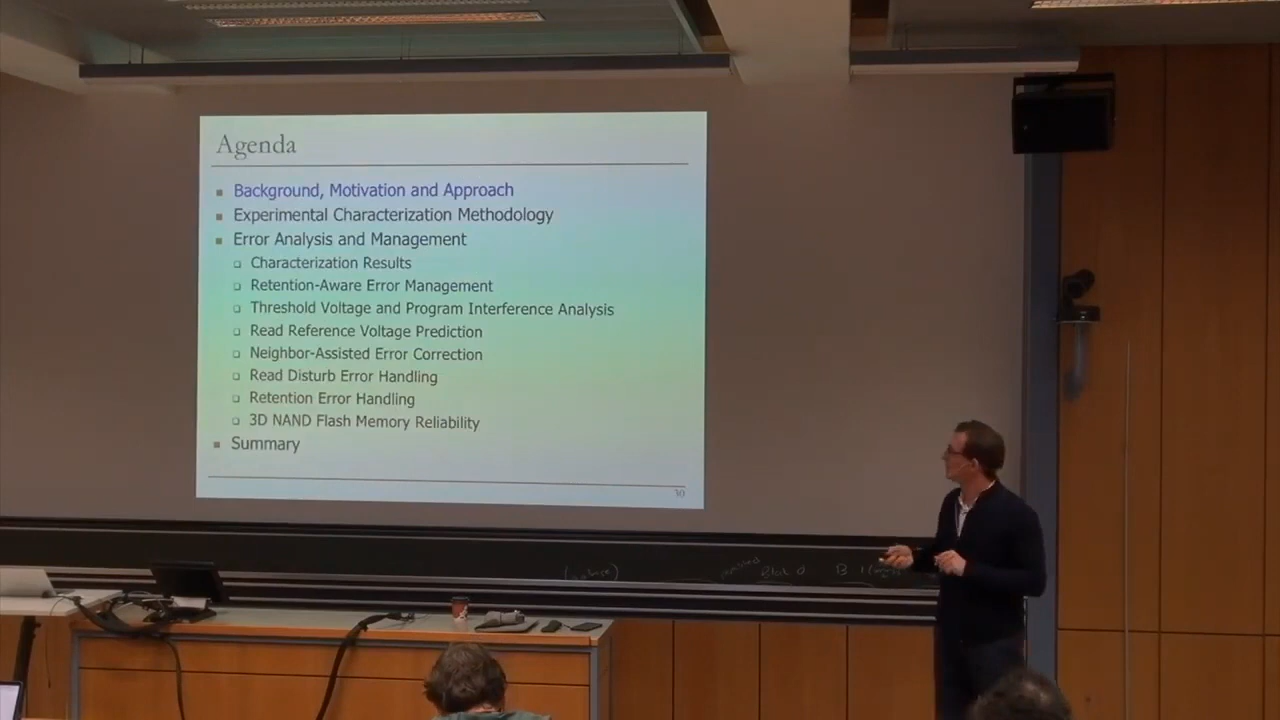 Agenda
Background, Motivation and Approach
Experimental Characterization Methodology
Error Analysis and Management
Characterization Results
Retention-Aware Error Management
Threshold Voltage and Program Interference Analysis
Read Reference Voltage Prediction
Neighbor-Assisted Error Correction
Read Disturb Error Handling
Retention Error Handling
3D NAND Flash Memory Reliability
Summary